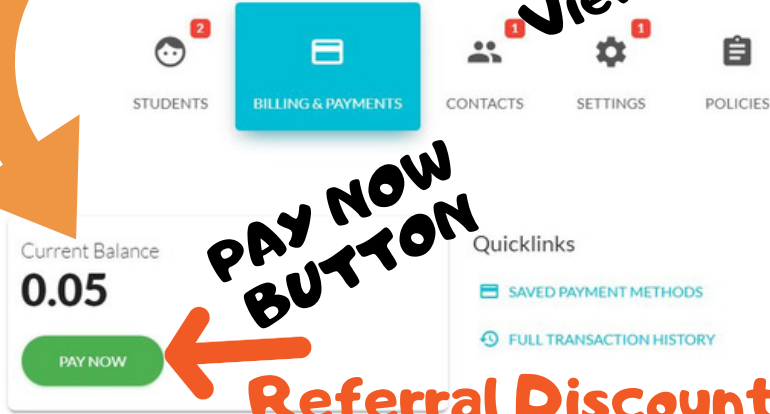 View
2
1
1
STUDENTS
BILLING & PAYMENTS
CONTACTS
SETTINGS
POLICIES
PAY NOW
BUTTON
Current Balance
0.05
PAY NOW
Quicklinks
SAVED PAYMENT METHODS
FULL TRANSACTION HISTORY
Referral Discount